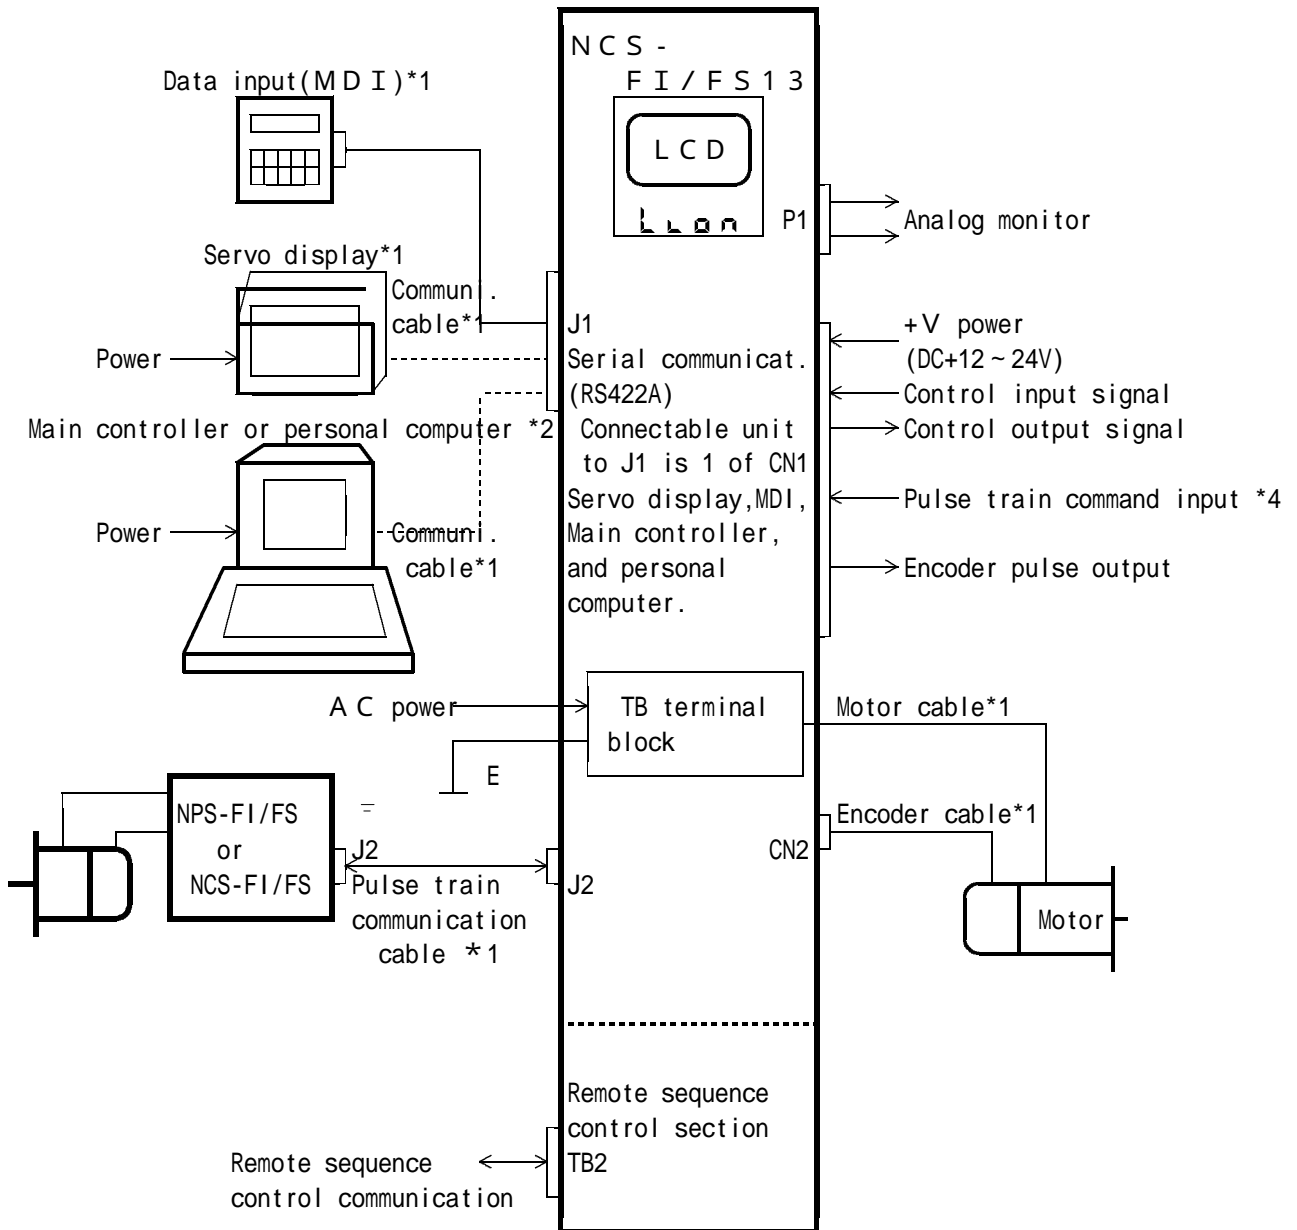 NCS-
FI/FS13
Data input(MDI)*1
LCD
P1
Analog monitor
Servo display*1
Communi.
cable*1
J1
+V power
(DC+12~24V)
Power
Serial communicat.
(RS422A)
Control input signal
Main controller or personal computer *2
Connectable unit
Control output signal
to J1 is 1 of CN1
Servo display,MDI,
Pulse train command input *4
Power
Communi.
cable*1
Main controller,
and personal
computer.
Encoder pulse output
AC power
TB terminal
block
Motor cable*1
E
NPS-FI/FS
or
NCS-FI/FS
J2
Pulse train
communication
cable *1
J2
Encoder cable*1
CN2
Motor
Remote sequence
control section
TB2
Remote sequence
control communication